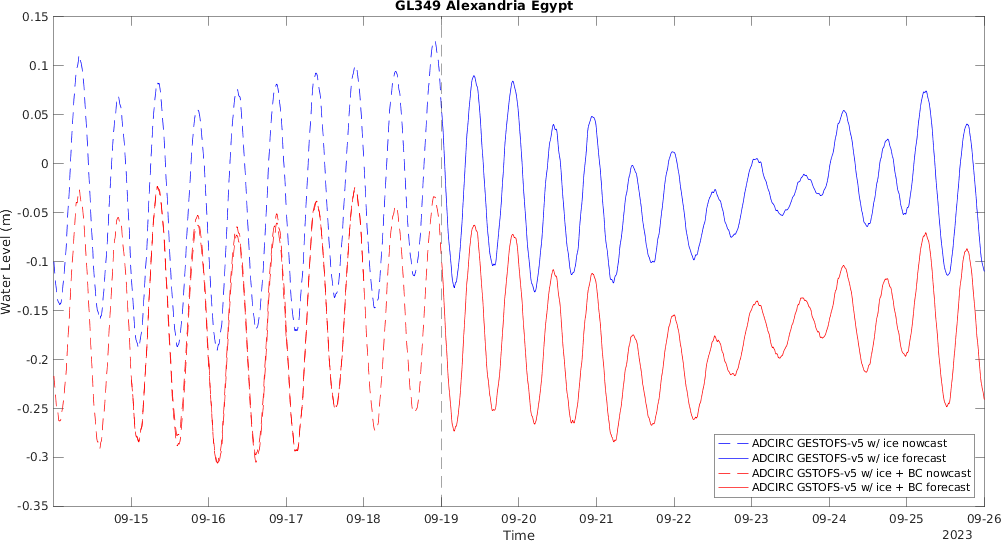 GL349 Alexandria Egypt
0.15
0.1
0.05
0
-0.05
-0.1
-0.15
-0.2
-0.25
-0.3
-0.35
Water Level (m)
ADCIRC GESTOFS-v5 w/ ice nowcast
ADCIRC GESTOFS-v5 w/ ice forecast
ADCIRC GSTOFS-v5 w/ ice + BC nowcast
ADCIRC GSTOFS-v5 w/ ice + BC forecast
09-15 09-16 09-17 09-18 09-19 09-20 09-21 09-22 09-23 09-24 09-25 09-26
Time
2023